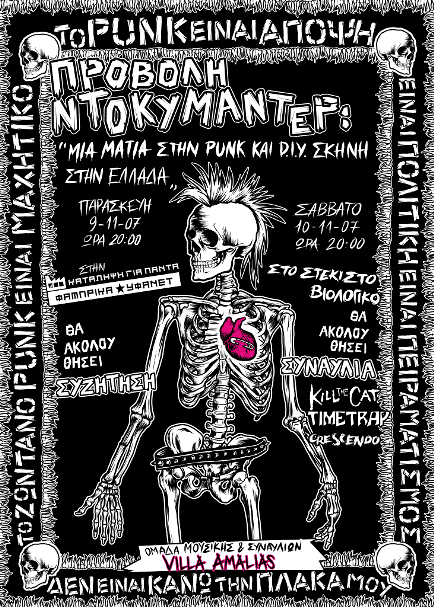 ΤΟ PUNK ΕΙΝΑΙ ΑΠΟΨΗ
ΕΙΝΑΙ ΠΟΛΙΤΙΚΗ ΕΙΝΑΙ ΠΕΙΡΑΜΑΤΙΣΜΟΣ
ΤΟ ΖΩΝΤΑΝΟ PUNK ΕΙΝΑΙ ΜΑΧΗΤΙΚΟ
ΠΡΟΒΟΛΗ
ΝΤΟΚΥΜΑΝΤΕΡ:
"ΜΙΑ ΜΑΤΙΑ ΣΤΗΝ PUNK ΚΑΙ D.I.Y. ΣΚΗΝΗ
ΣΤΗΝ ΕΛΛΑΔΑ"
ΠΑΡΑΣΚΕΥΗ
9-11-07
ΩΡΑ 20:00
ΣΤΗΝ
ΚΑΤΑΛΗΨΗ ΓΙΑ ΠΑΝΤΑ
ΦΑΜΠΡΙΚΑ ★ ΥΦΑΝΕΤ
ΘΑ
ΑΚΟΛΟΥ
ΘΗΣΕΙ
ΣΥΖΗΤΗΣΗ
ΣΑΒΒΑΤΟ
10-11-07
ΩΡΑ 20:00
ΣΤΟ ΣΤΕΚΙ ΣΤΟ
ΒΙΟΛΟΓΙΚΟ
ΘΑ
ΑΚΟΛΟΥ
ΘΗΣΕΙ
ΣΥΝΑΥΛΙΑ
KILL THE CAT
TIMETRAP
CRESCENDO
ΟΜΑΔΑ ΜΟΥΣΙΚΗΣ & ΣΥΝΑΥΛΙΩΝ
VILLA AMALIAS
ΔΕΝ ΕΙΝΑΙ ΚΑΝΟ ΤΗΝ ΠΛΑΚΑ ΜΟΥ